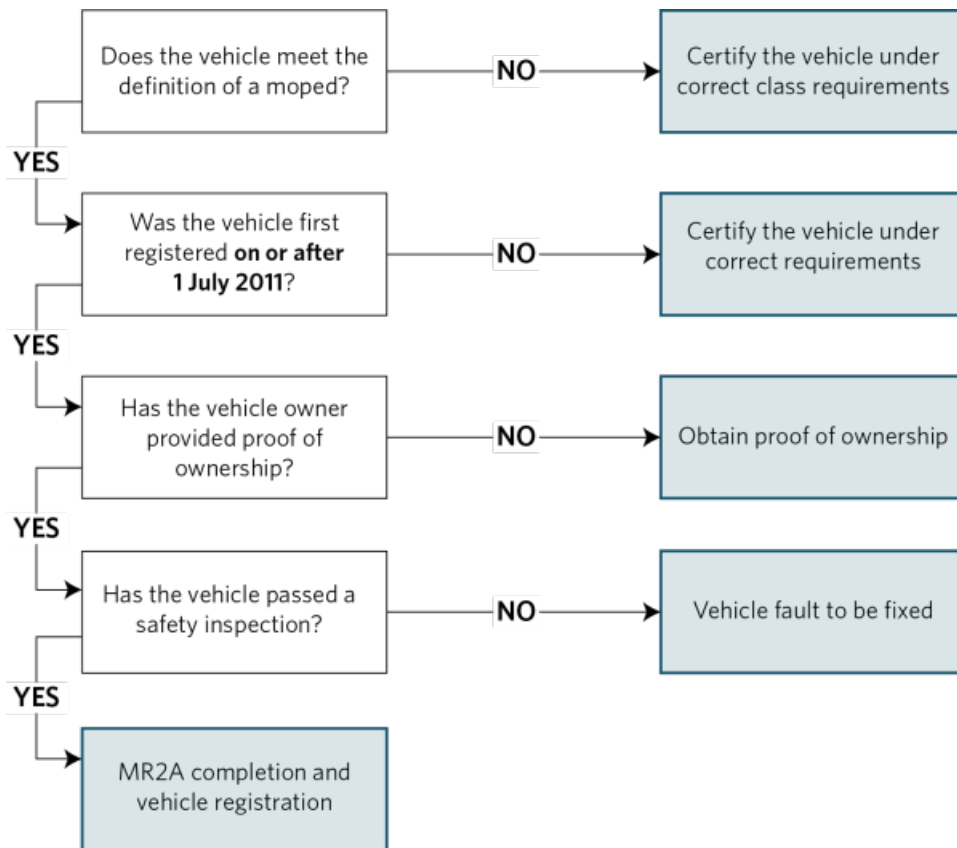 Does the vehicle meet the
definition of a moped?
NO
Certify the vehicle under
correct class requirements
YES
Was the vehicle first
registered on or after
1 July 2011?
NO
Certify the vehicle under
correct requirements
YES
Has the vehicle owner
provided proof of
ownership?
NO
Obtain proof of ownership
YES
Has the vehicle passed a
safety inspection?
NO
Vehicle fault to be fixed
YES
MR2A completion and
vehicle registration